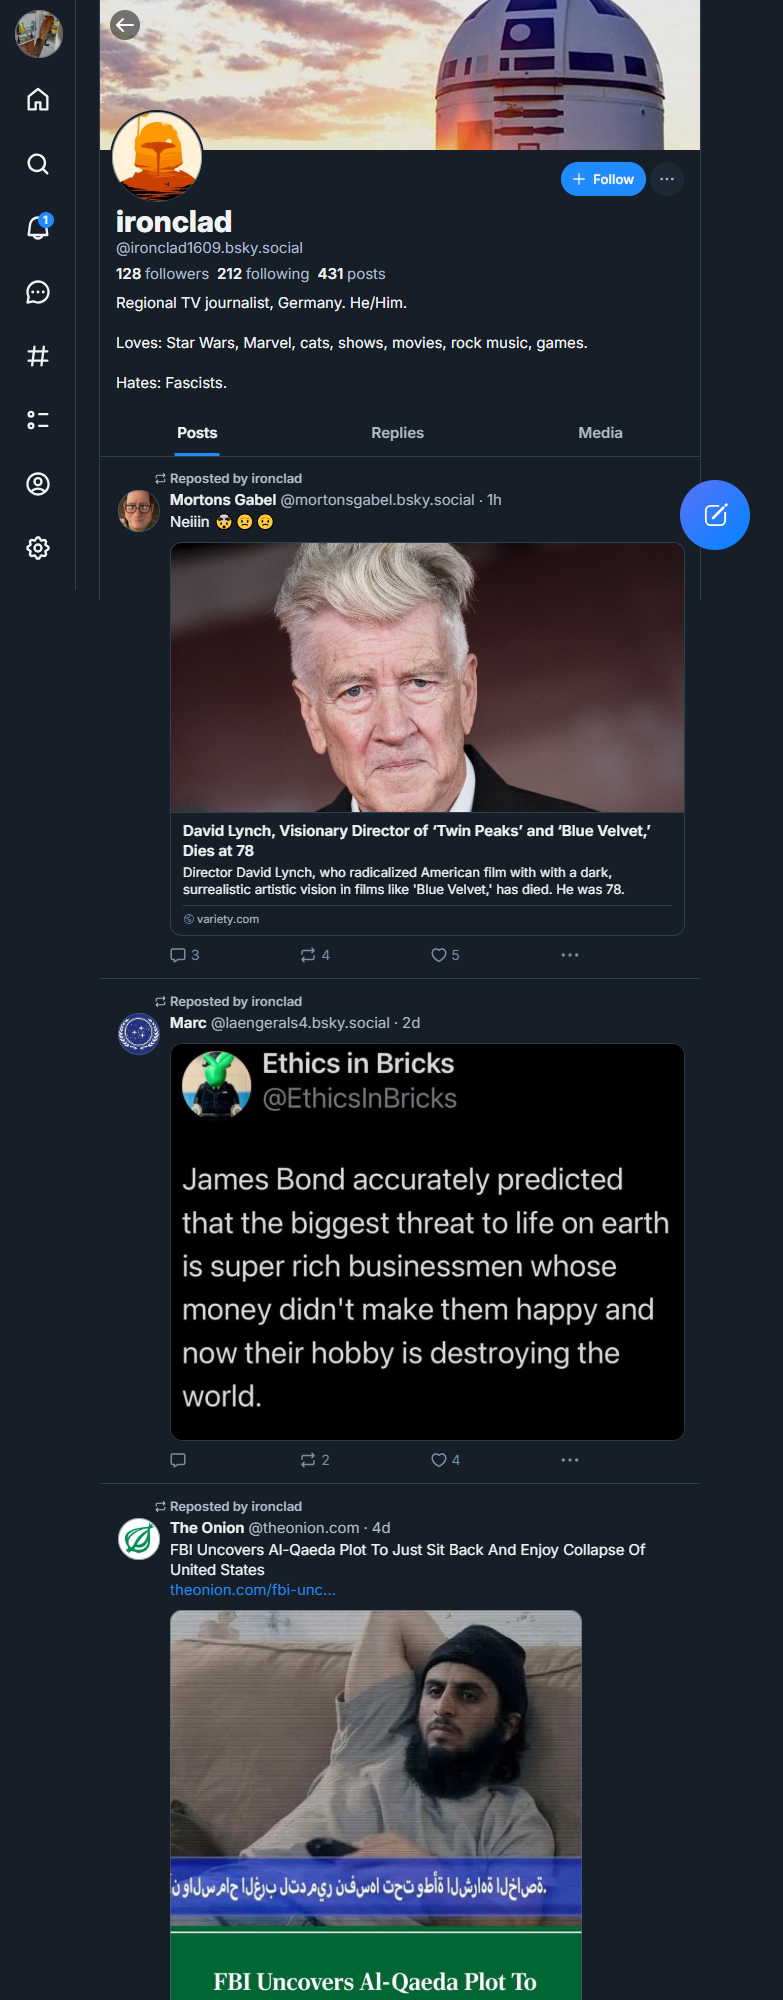 1
+ Follow
ironclad
@ironclad1609.bsky.social
128 followers 212 following 431 posts
Regional TV journalist, Germany. He/Him.
Loves: Star Wars, Marvel, cats, shows, movies, rock music, games.
Hates: Fascists.
Posts Replies Media
Reposted by ironclad
Mortons Gabel @mortonsgabel.bsky.social · 1h
Neiiin 🤯 😟 😟
David Lynch, Visionary Director of ‘Twin Peaks’ and ‘Blue Velvet,’
Dies at 78
Director David Lynch, who radicalized American film with with a dark,
surrealistic artistic vision in films like 'Blue Velvet,' has died. He was 78.
variety.com
3 4 5
Reposted by ironclad
Marc @laengerals4.bsky.social · 2d
Ethics in Bricks
@EthicsInBricks
James Bond accurately predicted
that the biggest threat to life on earth
is super rich businessmen whose
money didn't make them happy and
now their hobby is destroying the
world.
2 4
Reposted by ironclad
The Onion @theonion.com · 4d
FBI Uncovers Al-Qaeda Plot To Just Sit Back And Enjoy Collapse Of
United States
theonion.com/fbi-unc...
FBI Uncovers Al-Qaeda Plot To